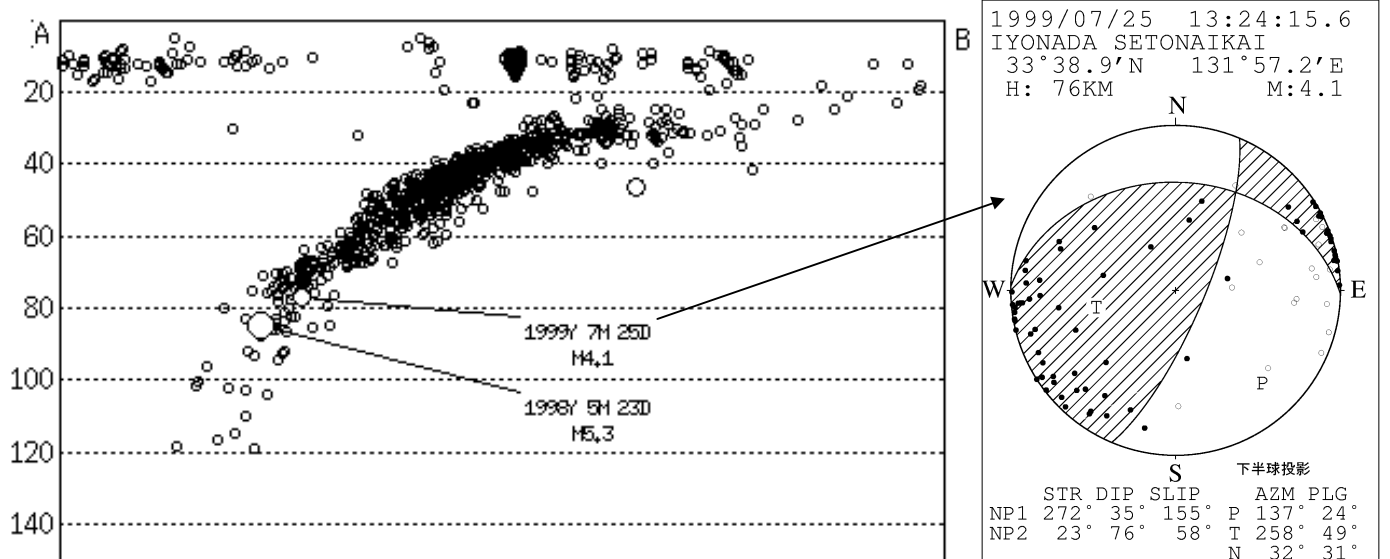 A
B
20
40
60
80
100
120
140
1999Y 7M 25D
M4.1
1998Y 5M 23D
M5.3
1999/07/25 13:24:15.6
IYONADA SETONAIKAI
33°38.9'N 131°57.2'E
H: 76KM M:4.1
N
W
E
T
P
S
下半球投影
STR DIP SLIP AZM PLG
NP1 272° 35° 155° P 137° 24°
NP2 23° 76° 58° T 258° 49°
N 32° 31°